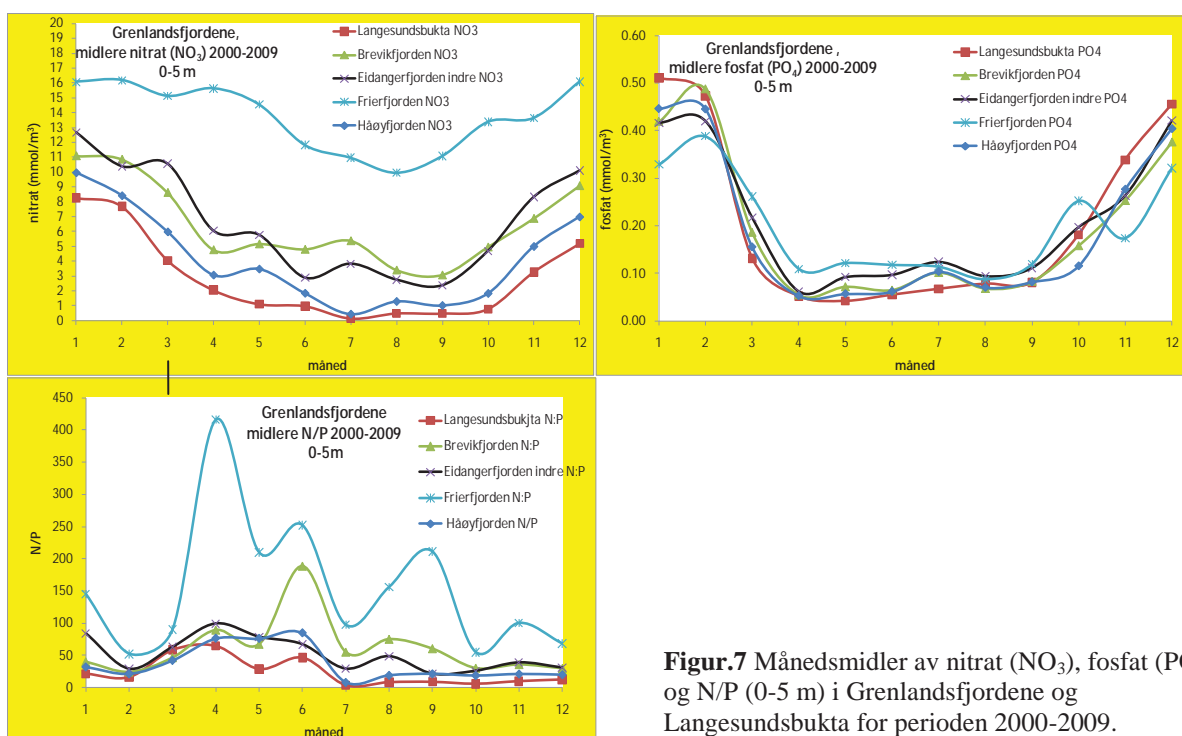 Grenlandsfjordene,
midlere nitrat (NO3) 2000-2009
0-5 m
Langesundsbukta NO3
Brevikfjorden NO3
Eidangerfjorden indre NO3
Frierfjorden NO3
Håøyfjorden NO3
nitrat (mmol/m³)
20
19
18
17
16
15
14
13
12
11
10
9
8
7
6
5
4
3
2
1
0
1 2 3 4 5 6 7 8 9 10 11 12
måned
Grenlandsfjordene ,
midlere fosfat (PO4) 2000-2009
0-5 m
Langesundsbukta PO4
Brevikfjorden PO4
Eidangerfjorden indre PO4
Frierfjorden PO4
Håøyfjorden PO4
fosfat (mmol/m³)
0.60
0.50
0.40
0.30
0.20
0.10
0.00
1 2 3 4 5 6 7 8 9 10 11 12
måned
Grenlandsfjordene
midlere N/P 2000-2009
0-5m
Langesundsbukjta N:P
Brevikfjorden N:P
Eidangerfjorden indre N:P
Frierfjorden N:P
Håøyfjorden N/P
N/P
450
400
350
300
250
200
150
100
50
0
1 2 3 4 5 6 7 8 9 10 11 12
måned
Figur.7 Månedsmidler av nitrat (NO3), fosfat (PO
og N/P (0-5 m) i Grenlandsfjordene og
Langesundsbukta for perioden 2000-2009.